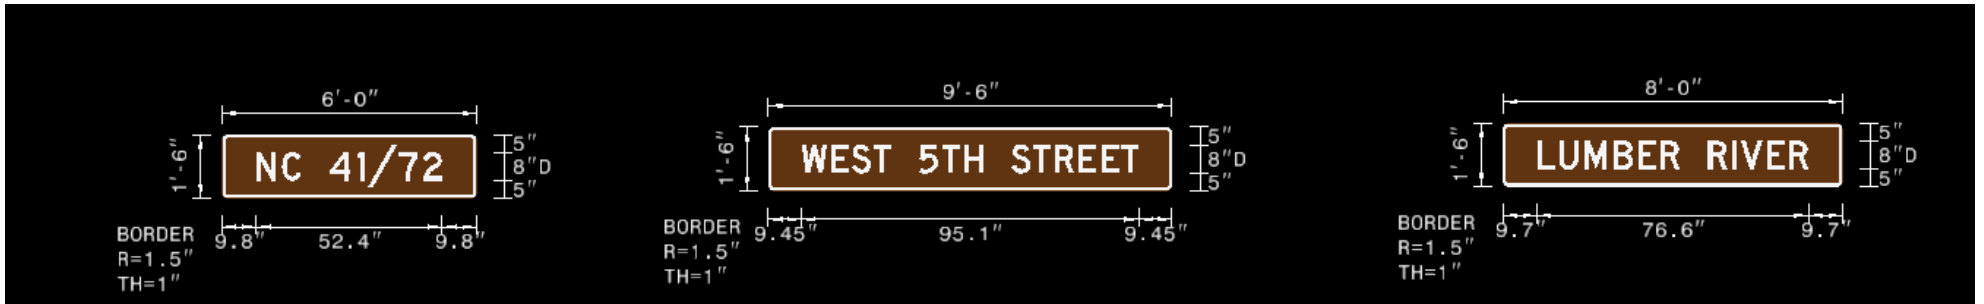 6'-0"
1'-6"
NC 41/72
5"
8"D
5"
9.8" 52.4" 9.8"
BORDER
R=1.5"
TH=1"
9'-6"
1'-6"
WEST 5TH STREET
5"
8"D
5"
9.45" 95.1" 9.45"
BORDER
R=1.5"
TH=1"
8'-0"
1'-6"
LUMBER RIVER
5"
8"D
5"
9.7" 76.6" 9.7"
BORDER
R=1.5"
TH=1"